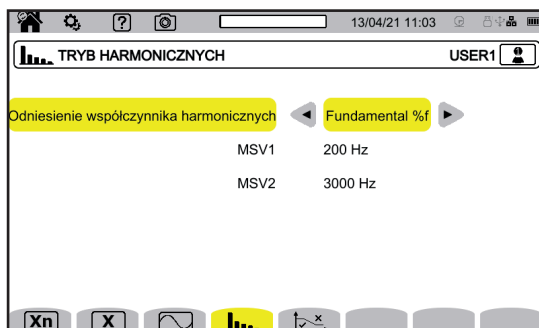 ?
13/04/21 11:03
TRYB HARMONICZNYCH
USER1
Odniesienie współczynnika harmonicznych
Fundamental %f
MSV1
200 Hz
MSV2
3000 Hz
Xn
X